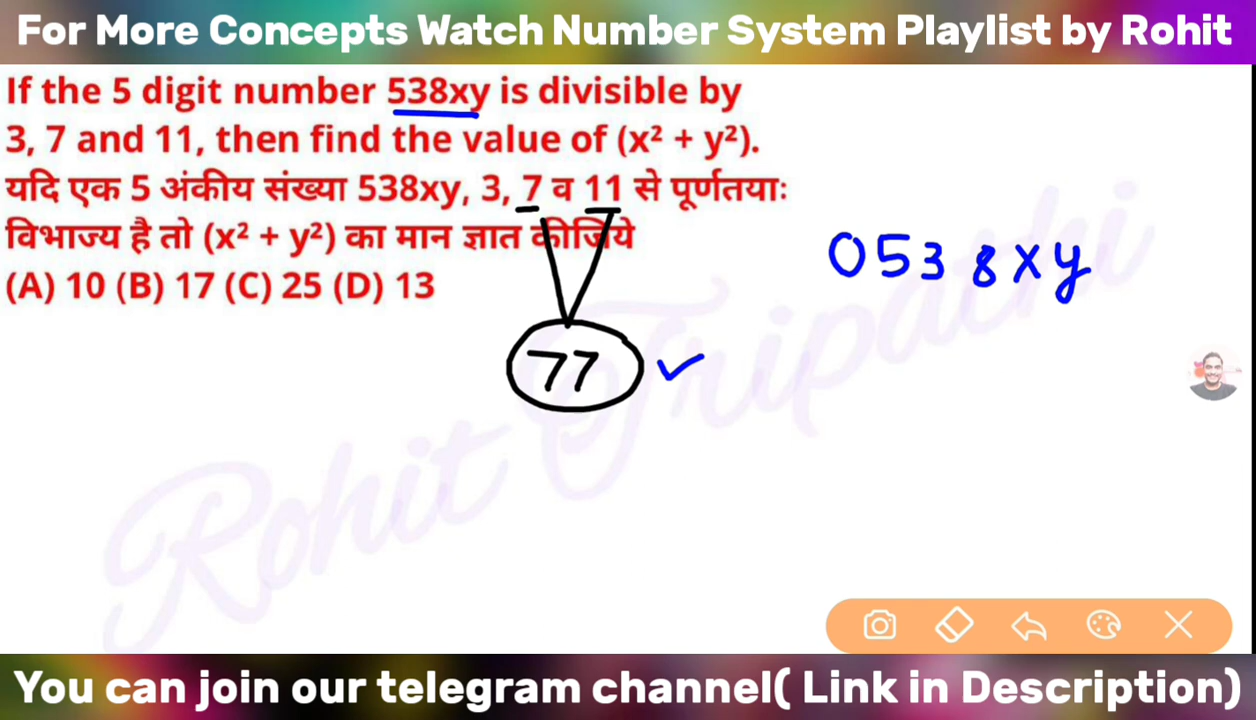 For More Concepts Watch Number System Playlist by Rohit
If the 5 digit number 538xy is divisible by
3, 7 and 11, then find the value of (x² + y²).
यदि एक 5 अंकीय संख्या 538xy, 3, 7 व 11 से पूर्णतयाः
विभाज्य है तो (x² + y²) का मान ज्ञात कीजिये
(A) 10 (B) 17 (C) 25 (D) 13
0538xy
77
Rohit Tripathi
You can join our telegram channel( Link in Description)